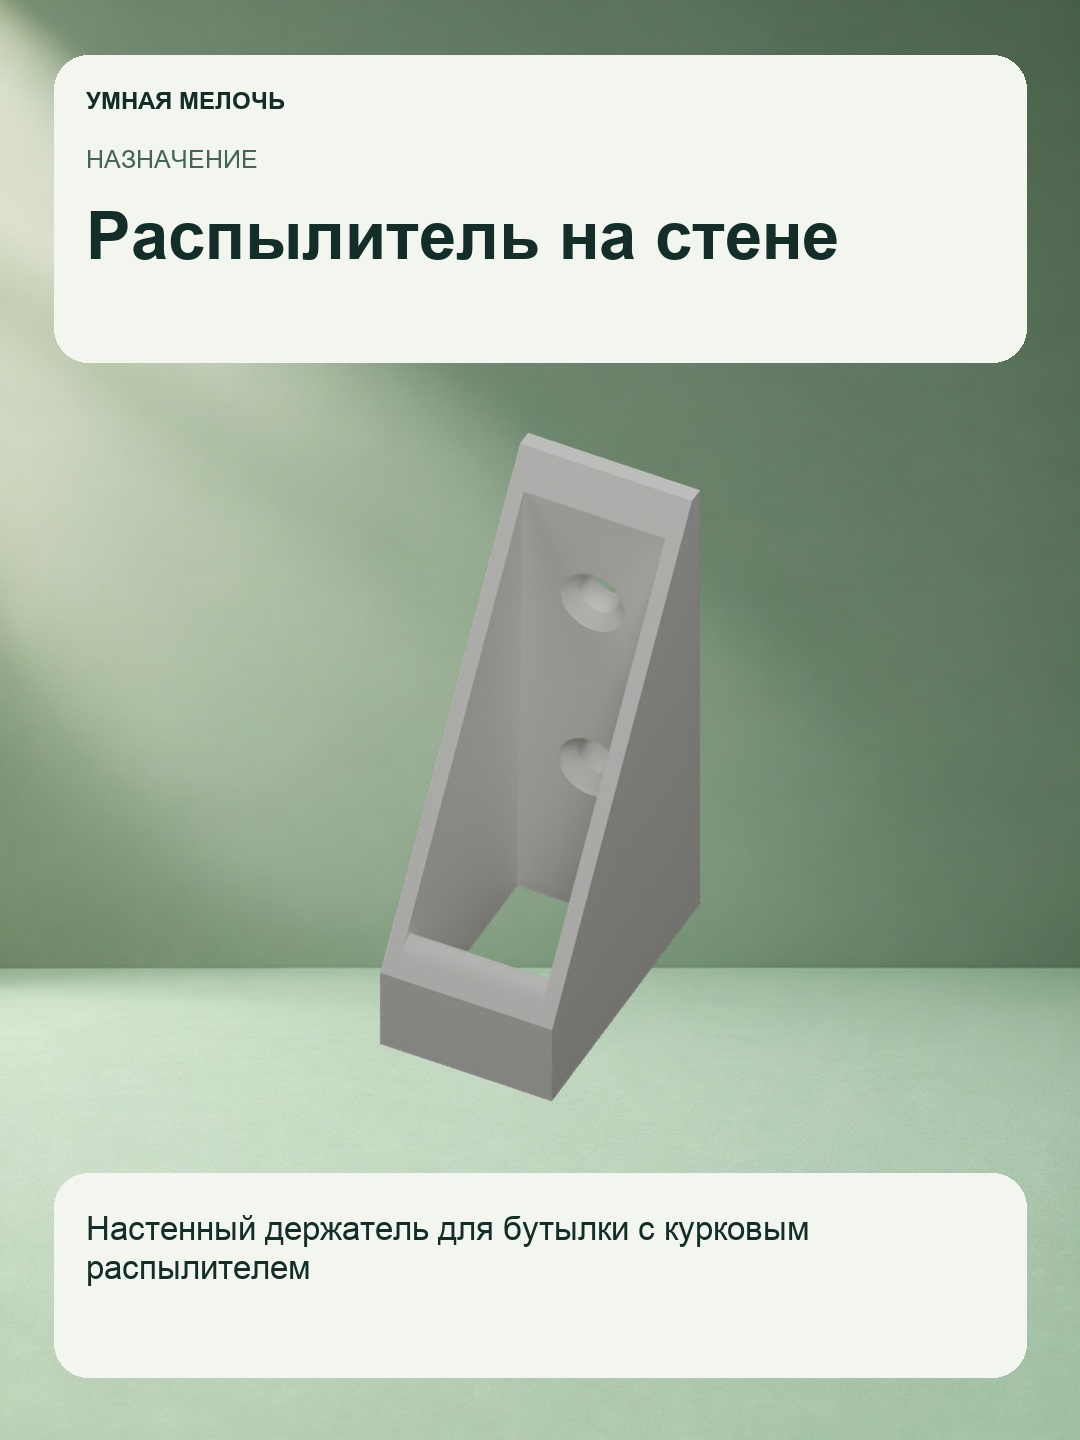 УМНАЯ МЕЛОЧЬ
НАЗНАЧЕНИЕ
Распылитель на стене
Настенный держатель для бутылки с курковым
распылителем